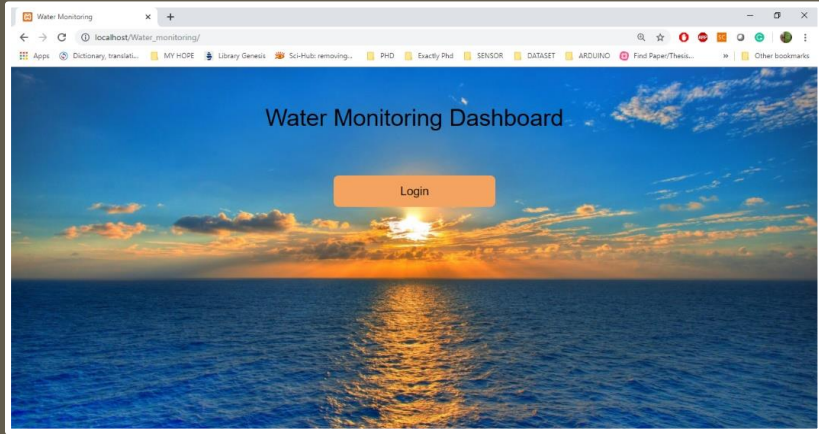 Water Monitoring
localhost/Water_monitoring/
Apps Dictionary, translati... MY HOPE Library Genesis Sci-Hub: removing... PHD Exactly Phd SENSOR DATASET ARDUINO Find Paper/Thesis... Other bookmarks
Water Monitoring Dashboard
Login